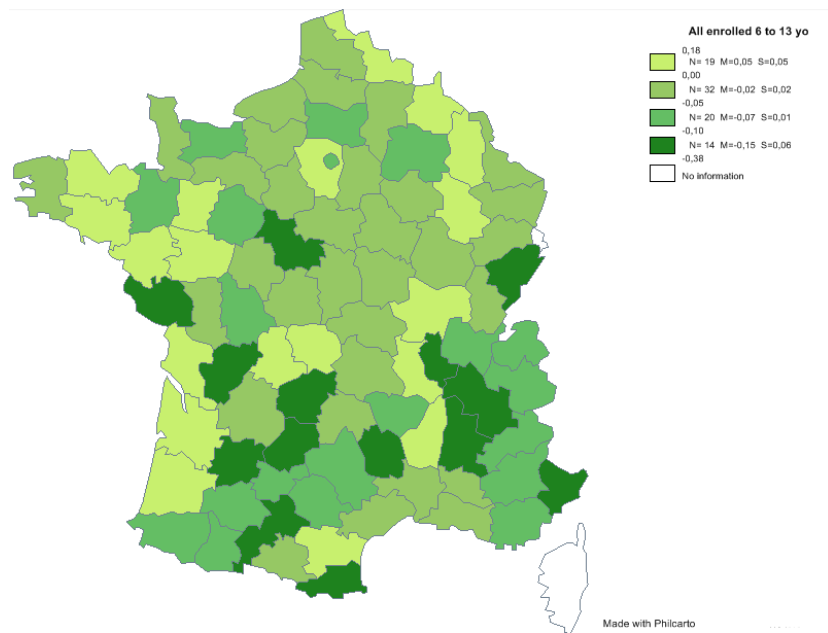 All enrolled 6 to 13 yo
0,18
N= 19 M=0,05 S=0,05
0,00
N= 32 M=-0,02 S=0,02
-0,05
N= 20 M=-0,07 S=0,01
-0,10
N= 14 M=-0,15 S=0,06
-0,38
No information
Made with Philcarto